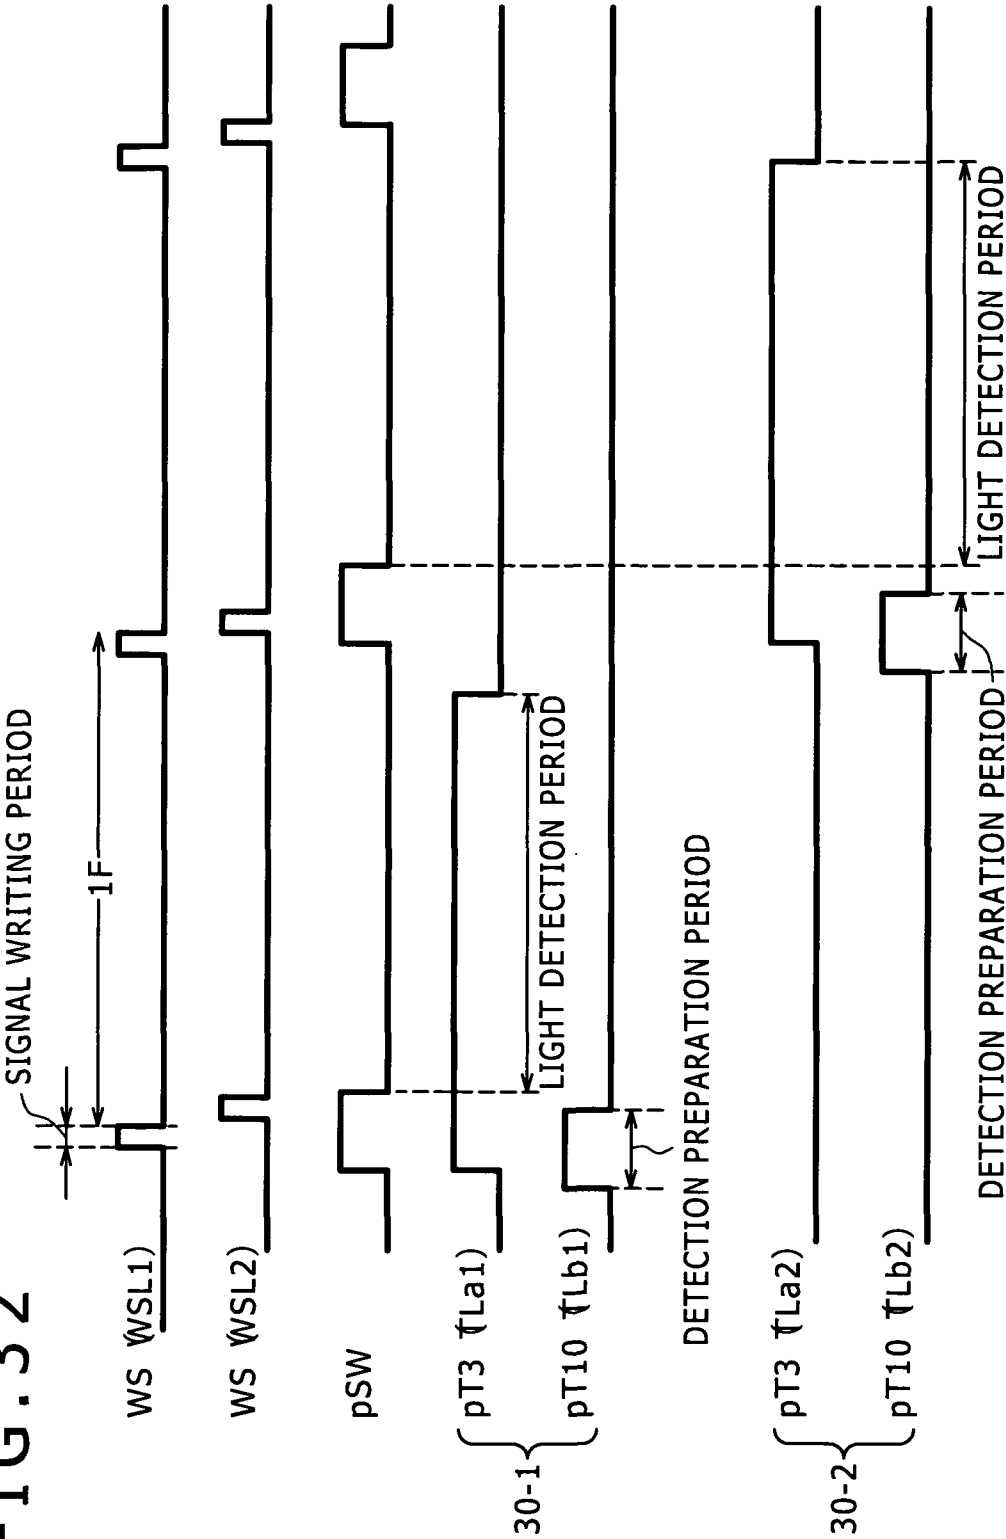 FIG.32
SIGNAL WRITING PERIOD
1F
WS (WSL1)
WS (WSL2)
pSW
30-1
pT3 (TLa1)
LIGHT DETECTION PERIOD
pT10 (TLb1)
DETECTION PREPARATION PERIOD
30-2
pT3 (TLa2)
pT10 (TLb2)
DETECTION PREPARATION PERIOD
LIGHT DETECTION PERIOD